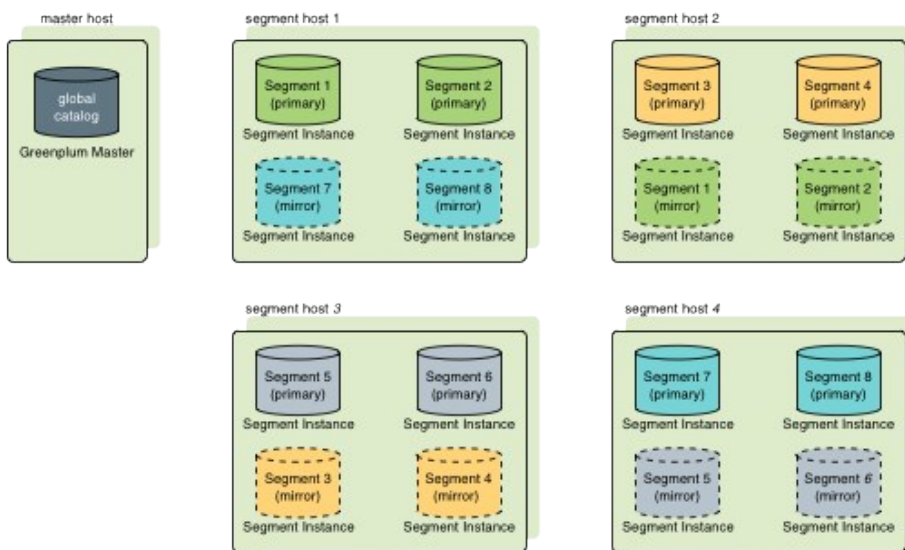 master host
global
catalog
Greenplum Master
segment host 1
Segment 1
(primary)
Segment Instance
Segment 2
(primary)
Segment Instance
Segment 7
(mirror)
Segment Instance
Segment 8
(mirror)
Segment Instance
segment host 2
Segment 3
(primary)
Segment Instance
Segment 4
(primary)
Segment Instance
Segment 1
(mirror)
Segment Instance
Segment 2
(mirror)
Segment Instance
segment host 3
Segment 5
(primary)
Segment Instance
Segment 6
(primary)
Segment Instance
Segment 3
(mirror)
Segment Instance
Segment 4
(mirror)
Segment Instance
segment host 4
Segment 7
(primary)
Segment Instance
Segment 8
(primary)
Segment Instance
Segment 5
(mirror)
Segment Instance
Segment 6
(mirror)
Segment Instance